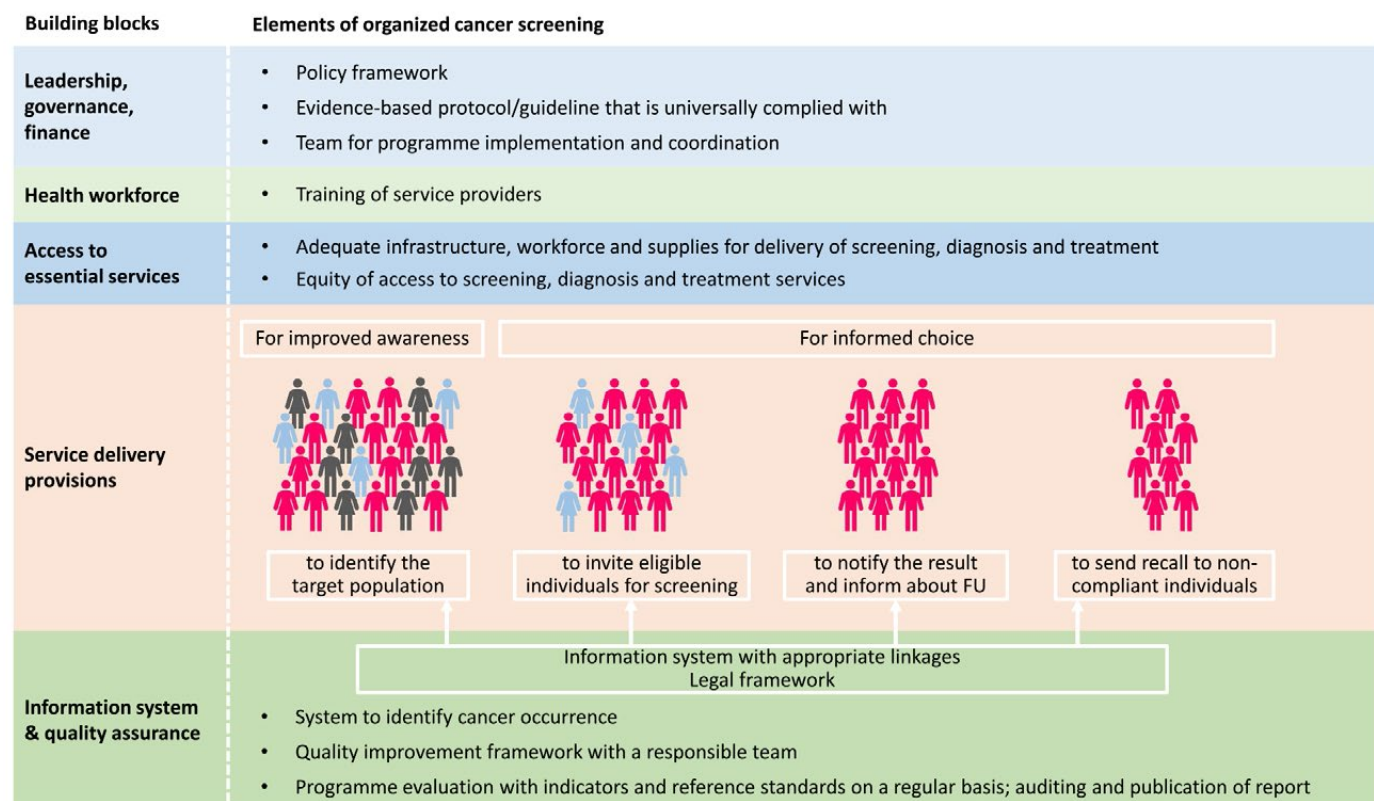 Building blocks
Elements of organized cancer screening
Leadership,
governance,
finance
• Policy framework
• Evidence-based protocol/guideline that is universally complied with
• Team for programme implementation and coordination
Health workforce
• Training of service providers
Access to
essential services
• Adequate infrastructure, workforce and supplies for delivery of screening, diagnosis and treatment
• Equity of access to screening, diagnosis and treatment services
Service delivery
provisions
For improved awareness
For informed choice
to identify the
target population
to invite eligible
individuals for screening
to notify the result
and inform about FU
to send recall to non-
compliant individuals
Information system
& quality assurance
Information system with appropriate linkages
Legal framework
• System to identify cancer occurrence
• Quality improvement framework with a responsible team
• Programme evaluation with indicators and reference standards on a regular basis; auditing and publication of report